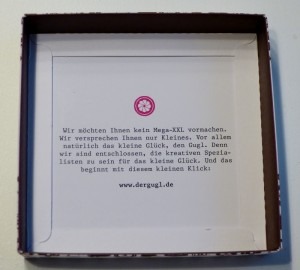 Wir möchten Ihnen kein Mega-XXL vormachen.
Wir versprechen Ihnen nur Kleines. Vor allem
natürlich das kleine Glück, den Gugl. Denn
wir sind entschlossen, die kreativen Spezia-
listen zu sein für das kleine Glück. Und das
beginnt mit diesem kleinen Klick:
www.dergugl.de